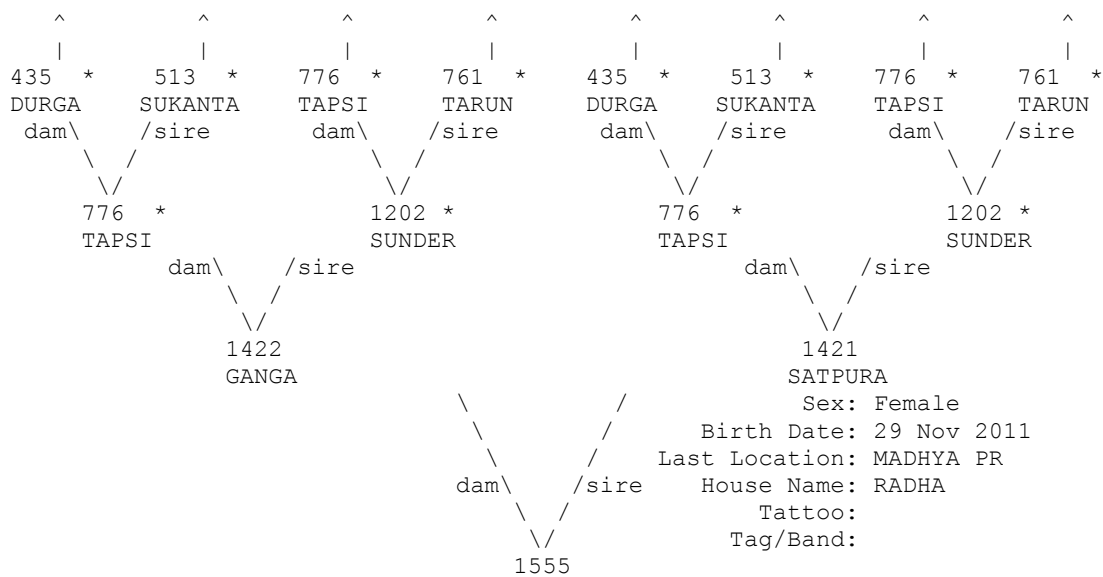 ^ ^ ^ ^ ^ ^ ^ ^
| | | | | | | |
435 * 513 * 776 * 761 * 435 * 513 * 776 * 761 *
DURGA SUKANTA TAPSI TARUN DURGA SUKANTA TAPSI TARUN
dam\ /sire dam\ /sire dam\ /sire dam\ /sire
\ / \ / \ / \ /
\/ \/ \/ \/
776 * 1202 * 776 * 1202 *
TAPSI SUNDER TAPSI SUNDER
dam\ /sire dam\ /sire
\ / \ /
\/ \/
1422 1421
GANGA SATPURA
\ / Sex: Female
\ / Birth Date: 29 Nov 2011
\ / Last Location: MADHYA PR
dam\ /sire House Name: RADHA
\ / Tattoo:
\/ Tag/Band:
1555